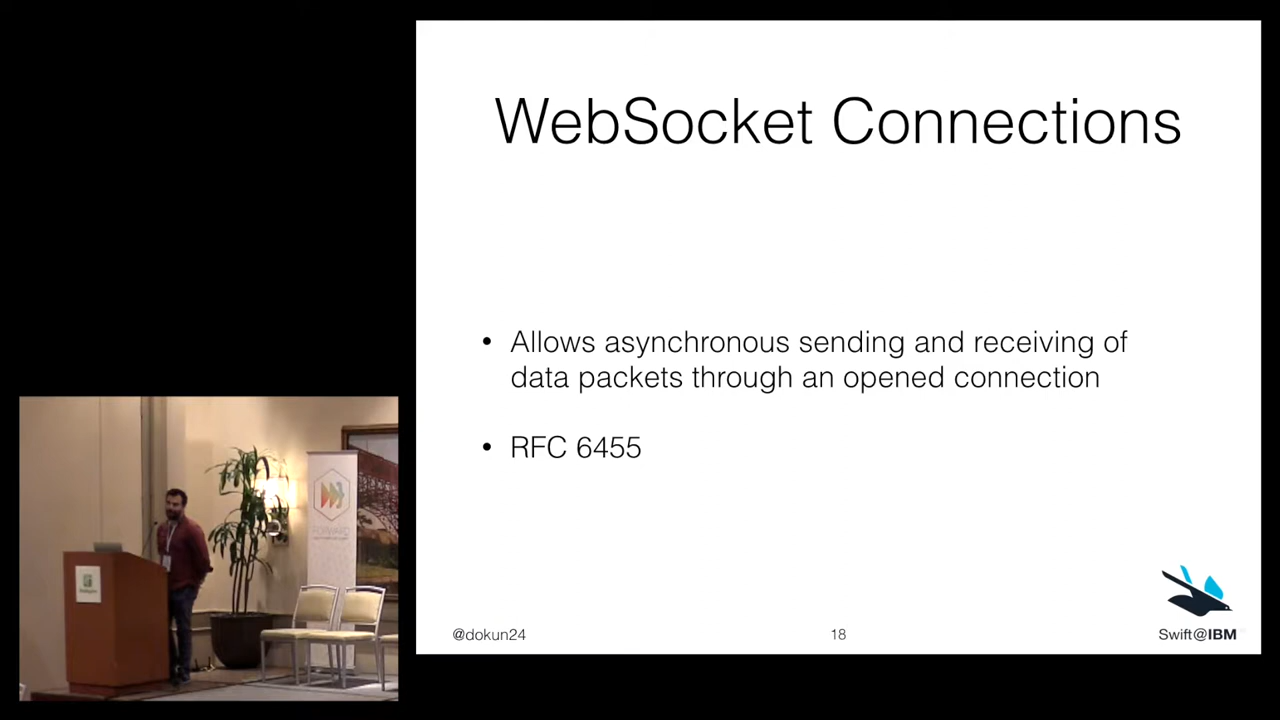 WebSocket Connections
• Allows asynchronous sending and receiving of
data packets through an opened connection
• RFC 6455
@dokun24
18
Swift@IBM
FORWARD